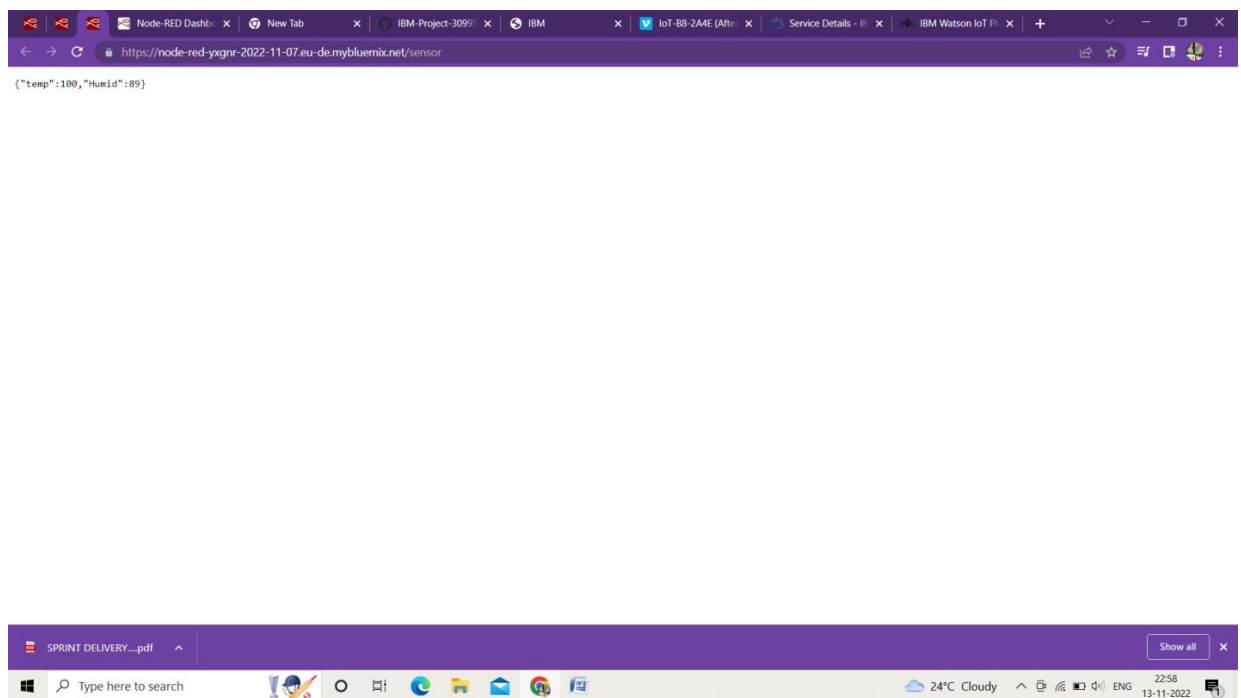 Node-RED Dashbo
New Tab
IBM-Project-3099
IBM
IoT-B8-2A4E (After
Service Details - IB
IBM Watson IoT Pl
https://node-red-yxgnr-2022-11-07.eu-de.mybluemix.net/sensor
{"temp":100,"Humid":89}
SPRINT DELIVERY....pdf
Show all
Type here to search
24°C Cloudy
ENG
22:58
13-11-2022
1